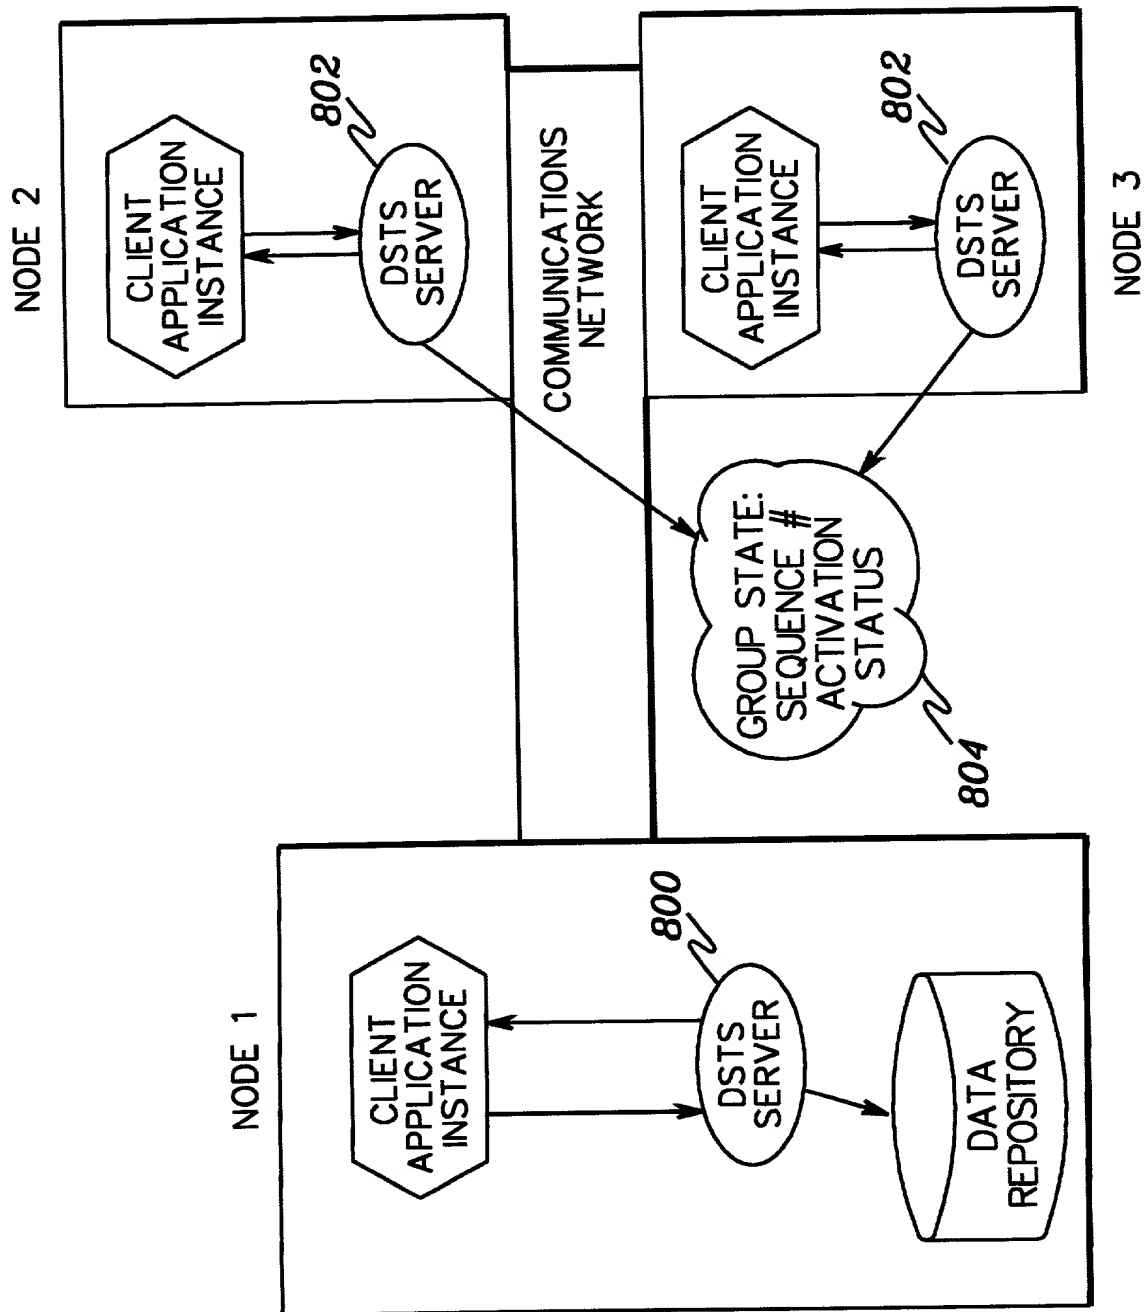 NODE 1
CLIENT
APPLICATION
INSTANCE
800
DSTS
SERVER
DATA
REPOSITORY
COMMUNICATIONS
NETWORK
GROUP STATE:
SEQUENCE #
ACTIVATION
STATUS
804
NODE 2
CLIENT
APPLICATION
INSTANCE
802
DSTS
SERVER
CLIENT
APPLICATION
INSTANCE
802
DSTS
SERVER
NODE 3